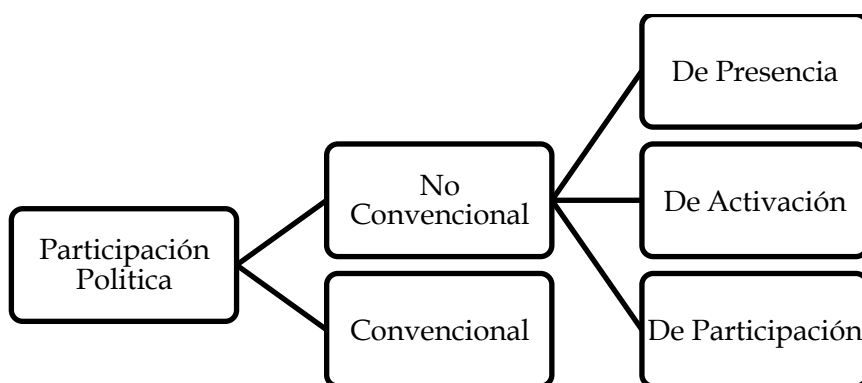 Participación
Politica
No
Convencional
Convencional
De Presencia
De Activación
De Participación